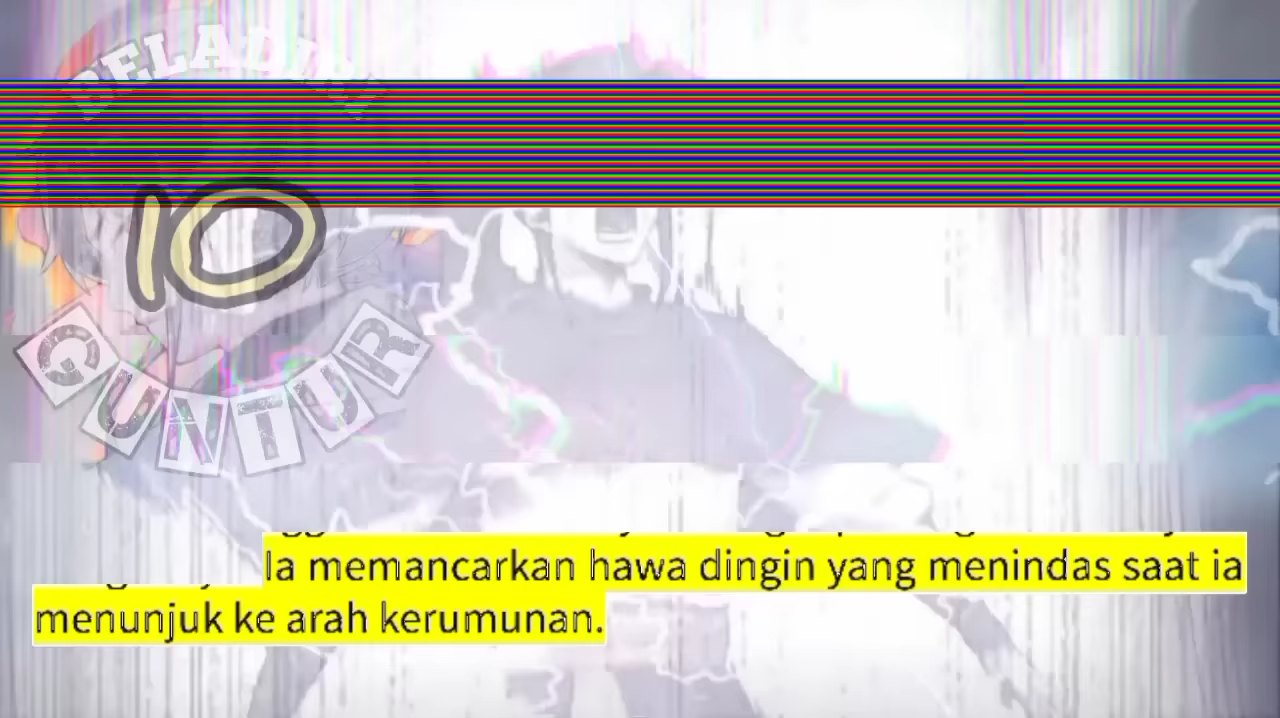 10
GUNTUR
Ia memancarkan hawa dingin yang menindas saat ia
menunjuk ke arah kerumunan.